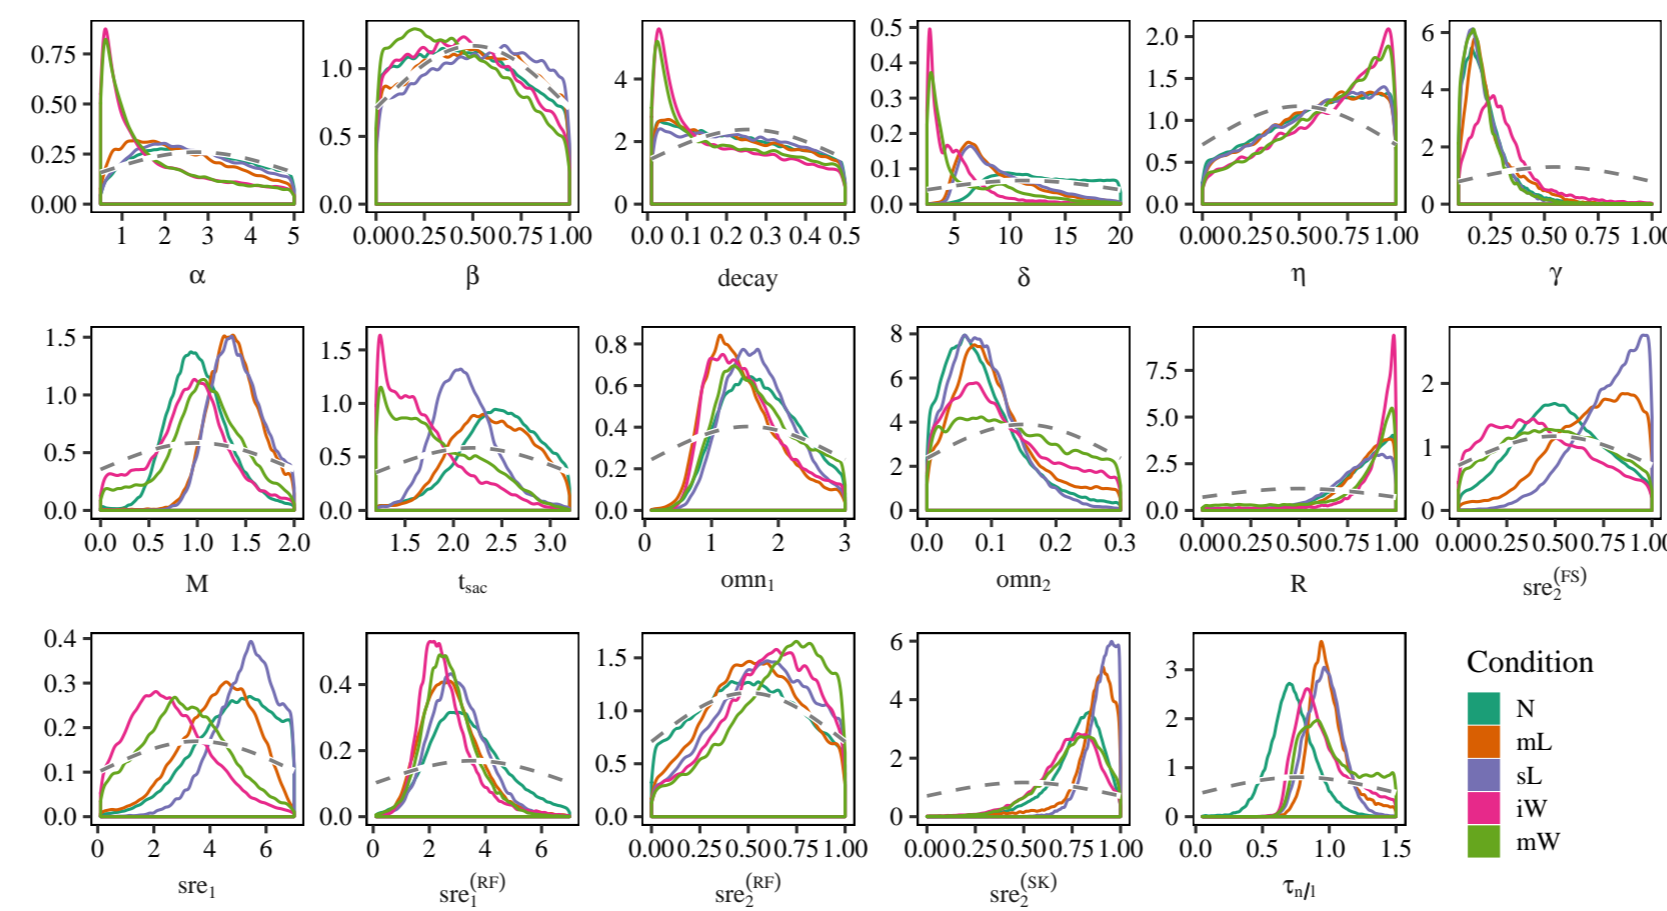 0.75
0.50
0.25
0.00
1 2 3 4 5
α
1.0
0.5
0.0
0.00 0.25 0.50 0.75 1.00
β
4
2
0
0.0 0.1 0.2 0.3 0.4 0.5
decay
0.5
0.4
0.3
0.2
0.1
0.0
5 10 15 20
δ
2.0
1.5
1.0
0.5
0.0
0.00 0.25 0.50 0.75 1.00
η
6
4
2
0
0.25 0.50 0.75 1.00
γ
1.5
1.0
0.5
0.0
0.0 0.5 1.0 1.5 2.0
M
1.5
1.0
0.5
0.0
1.5 2.0 2.5 3.0
t_sac
0.8
0.6
0.4
0.2
0.0
0 1 2 3
omn₁
8
6
4
2
0
0.0 0.1 0.2 0.3
omn₂
7.5
5.0
2.5
0.0
0.00 0.25 0.50 0.75 1.00
R
2
1
0
0.00 0.25 0.50 0.75 1.00
sre₂^(FS)
0.4
0.3
0.2
0.1
0.0
0 2 4 6
sre₁
0.4
0.2
0.0
0 2 4 6
sre₁^(RF)
1.5
1.0
0.5
0.0
0.00 0.25 0.50 0.75 1.00
sre₂^(RF)
6
4
2
0
0.00 0.25 0.50 0.75 1.00
sre₂^(SK)
3
2
1
0
0.0 0.5 1.0 1.5
τ_n/l
Condition
N
mL
sL
iW
mW